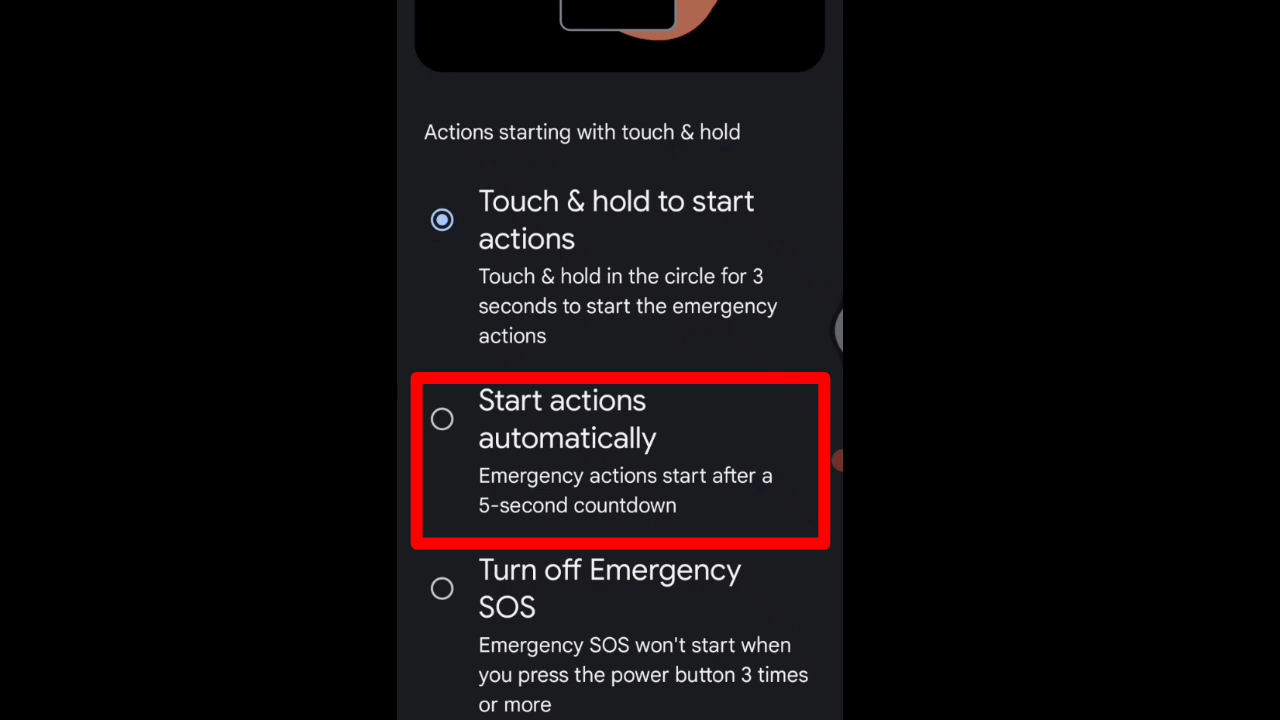 Actions starting with touch & hold
Touch & hold to start
actions
Touch & hold in the circle for 3
seconds to start the emergency
actions
Start actions
automatically
Emergency actions start after a
5-second countdown
Turn off Emergency
SOS
Emergency SOS won't start when
you press the power button 3 times
or more